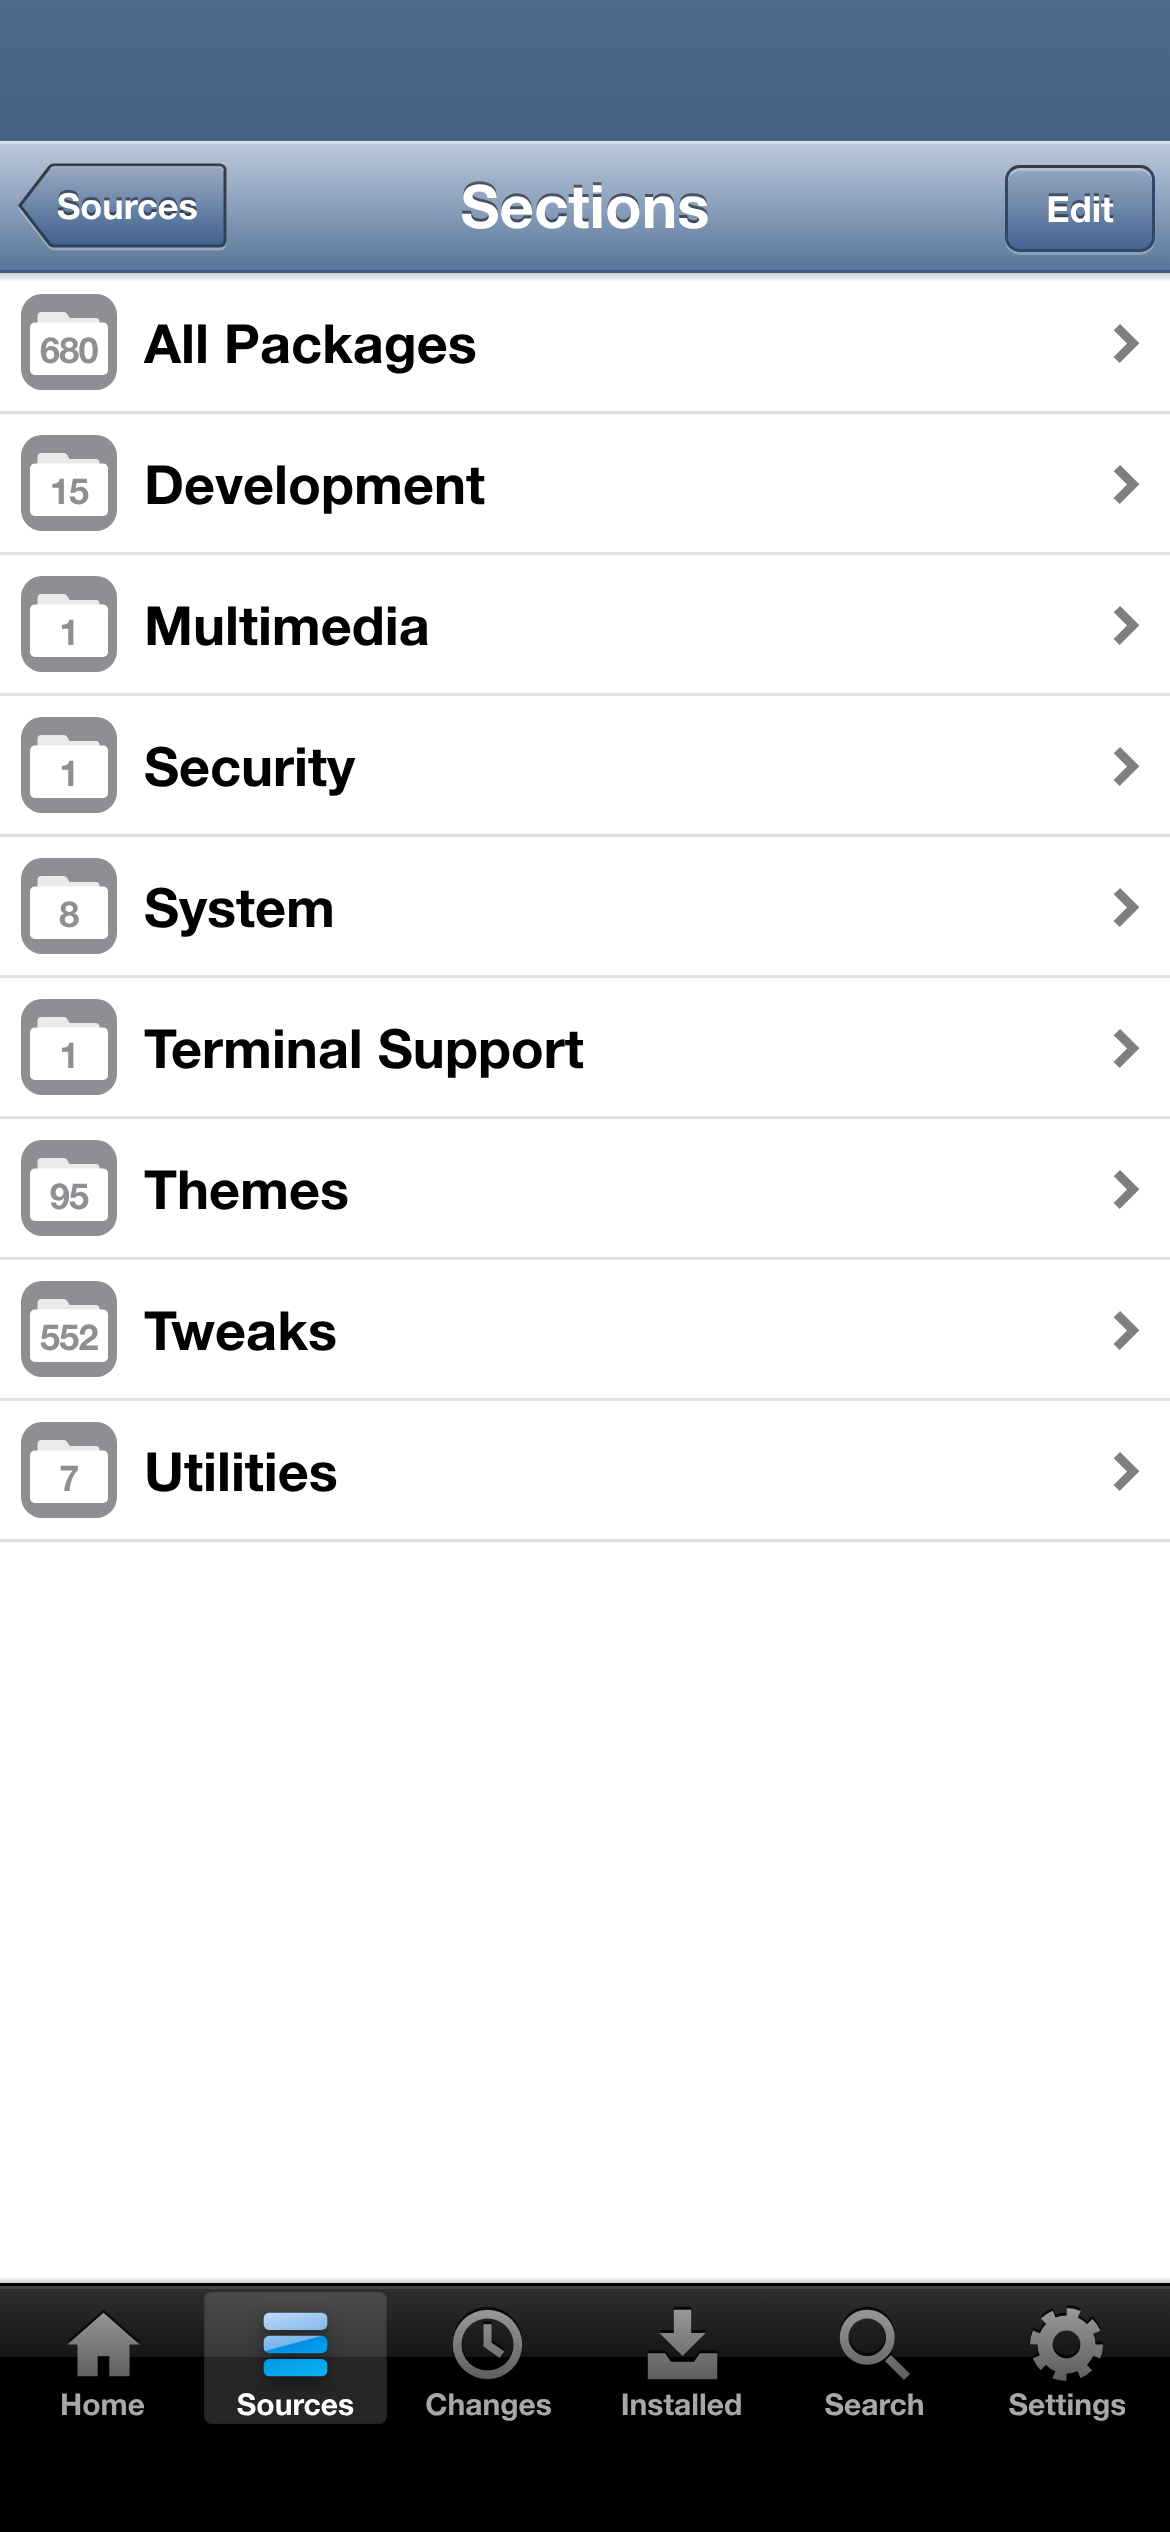 Sources
Sections
Edit
680
All Packages
15
Development
1
Multimedia
1
Security
8
System
1
Terminal Support
95
Themes
552
Tweaks
7
Utilities
Home
Sources
Changes
Installed
Search
Settings